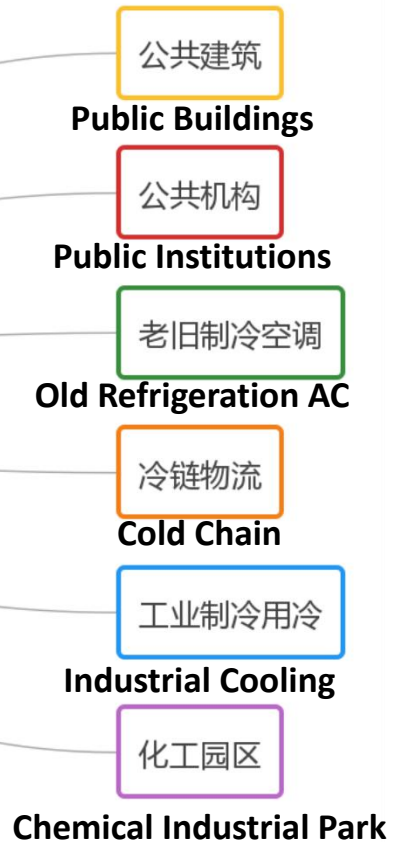 公共建筑
Public Buildings
公共机构
Public Institutions
老旧制冷空调
Old Refrigeration AC
冷链物流
Cold Chain
工业制冷用冷
Industrial Cooling
化工园区
Chemical Industrial Park